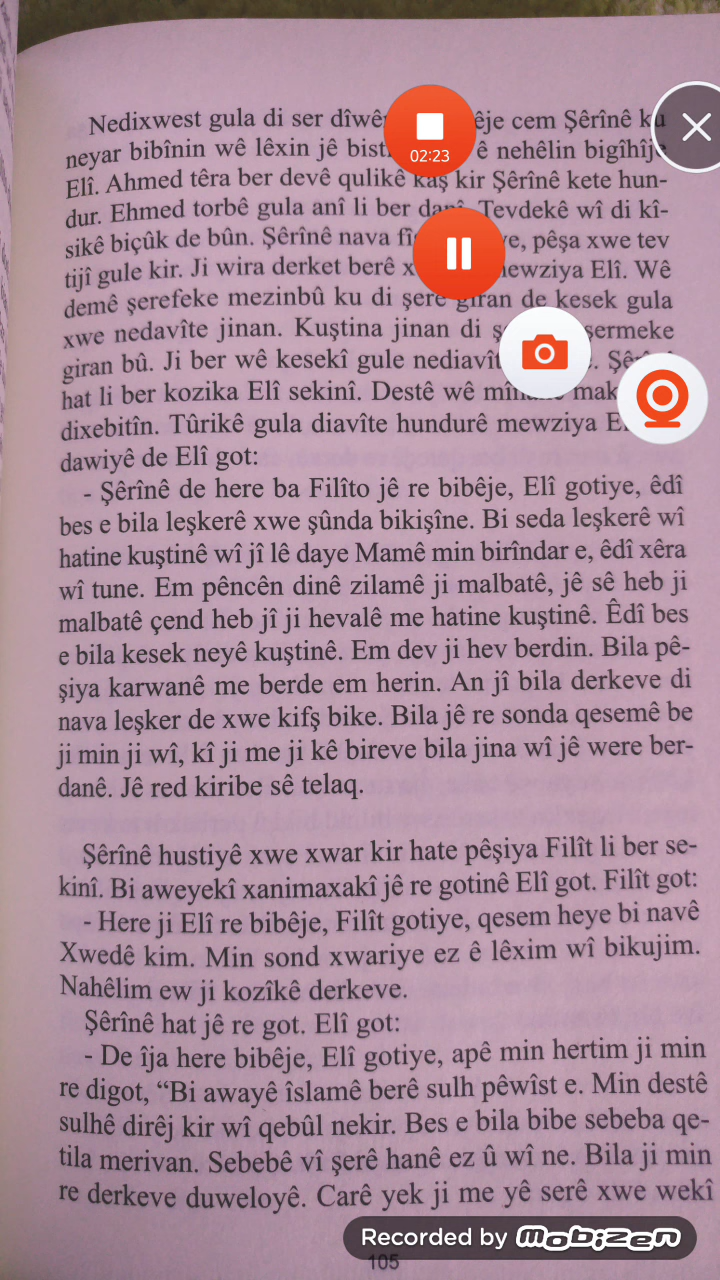 Nedixwest gula di ser cem Şêrînê ku
neyar bibînin wê lêxin jê ê nehêlin bigîhîje
Elî. Ahmed têra ber devê qulikê kaş kir Şêrînê kete hun-
dur. Ehmed torbê gula anî li ber danî. Tevdekê wî di kî-
sikê biçûk de bûn. Şêrînê nava pêşa xwe tev
tijî gule kir. Ji wira derket berê mewziya Elî. Wê
demê şerefeke mezinbû ku di şerê giran de kesek gula
xwe nedavîte jinan. Kuştina jinan di şermeke
giran bû. Ji ber wê kesekî gule
hat li ber kozika Elî sekinî. Destê wê
dixebitîn. Tûrikê gula diavîte hundurê mewziya
dawiyê de Elî got:
- Şêrînê de here ba Filîto jê re bibêje, Elî gotiye, êdî
bes e bila leşkerê xwe şûnda bikişîne. Bi seda leşkerê wî
hatine kuştinê wî jî lê daye Mamê min birîndar e, êdî xêra
wî tune. Em pêncên dinê zilamê ji malbatê, jê sê heb ji
malbatê çend heb jî ji hevalê me hatine kuştinê. Êdî bes
e bila kesek neyê kuştinê. Em dev ji hev berdin. Bila pê-
şiya karwanê me berde em herin. An jî bila derkeve di
nava leşker de xwe kifş bike. Bila jê re sonda qesemê be
ji min ji wî, kî ji me ji kê bireve bila jina wî jê were ber-
danê. Jê red kiribe sê telaq.
Şêrînê hustiyê xwe xwar kir hate pêşiya Filît li ber se-
kinî. Bi aweyekî xanimaxakî jê re gotinê Elî got. Filît got:
- Here ji Elî re bibêje, Filît gotiye, qesem heye bi navê
Xwedê kim. Min sond xwariye ez ê lêxim wî bikujim.
Nahêlim ew ji kozîkê derkeve.
Şêrînê hat jê re got. Elî got:
- De îja here bibêje, Elî gotiye, apê min hertim ji min
re digot, “Bi awayê îslamê berê sulh pêwîst e. Min destê
sulhê dirêj kir wî qebûl nekir. Bes e bila bibe sebeba qe-
tila merivan. Sebebê vî şerê hanê ez û wî ne. Bila ji min
re derkeve duweloyê. Carê yek ji me yê serê xwe wekî
105
02:23
Recorded by mobizen